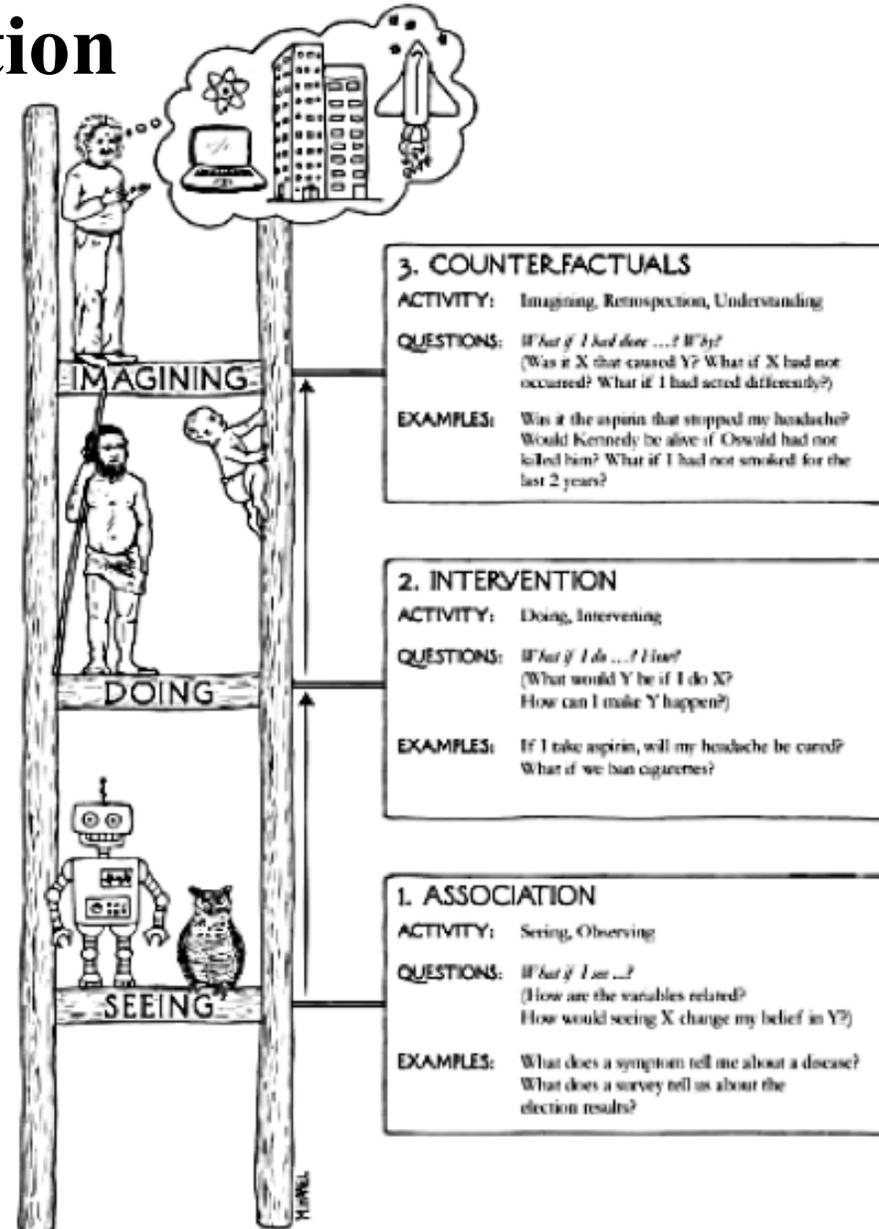 tion
IMAGINING
DOING
SEEING
3. COUNTERFACTUALS
ACTIVITY: Imagining, Retrospection, Understanding
QUESTIONS: What if I had done ...? Why?
(Was it X that caused Y? What if X had not
occurred? What if I had acted differently?)
EXAMPLES: Was it the aspirin that stopped my headache?
Would Kennedy be alive if Oswald had not
killed him? What if I had not smoked for the
last 2 years?
2. INTERVENTION
ACTIVITY: Doing, Intervening
QUESTIONS: What if I do ...? How?
(What would Y be if I do X?
How can I make Y happen?)
EXAMPLES: If I take aspirin, will my headache be cured?
What if we ban cigarettes?
1. ASSOCIATION
ACTIVITY: Seeing, Observing
QUESTIONS: What if I see ...?
(How are the variables related?
How would seeing X change my belief in Y?)
EXAMPLES: What does a symptom tell me about a disease?
What does a survey tell us about the
election results?